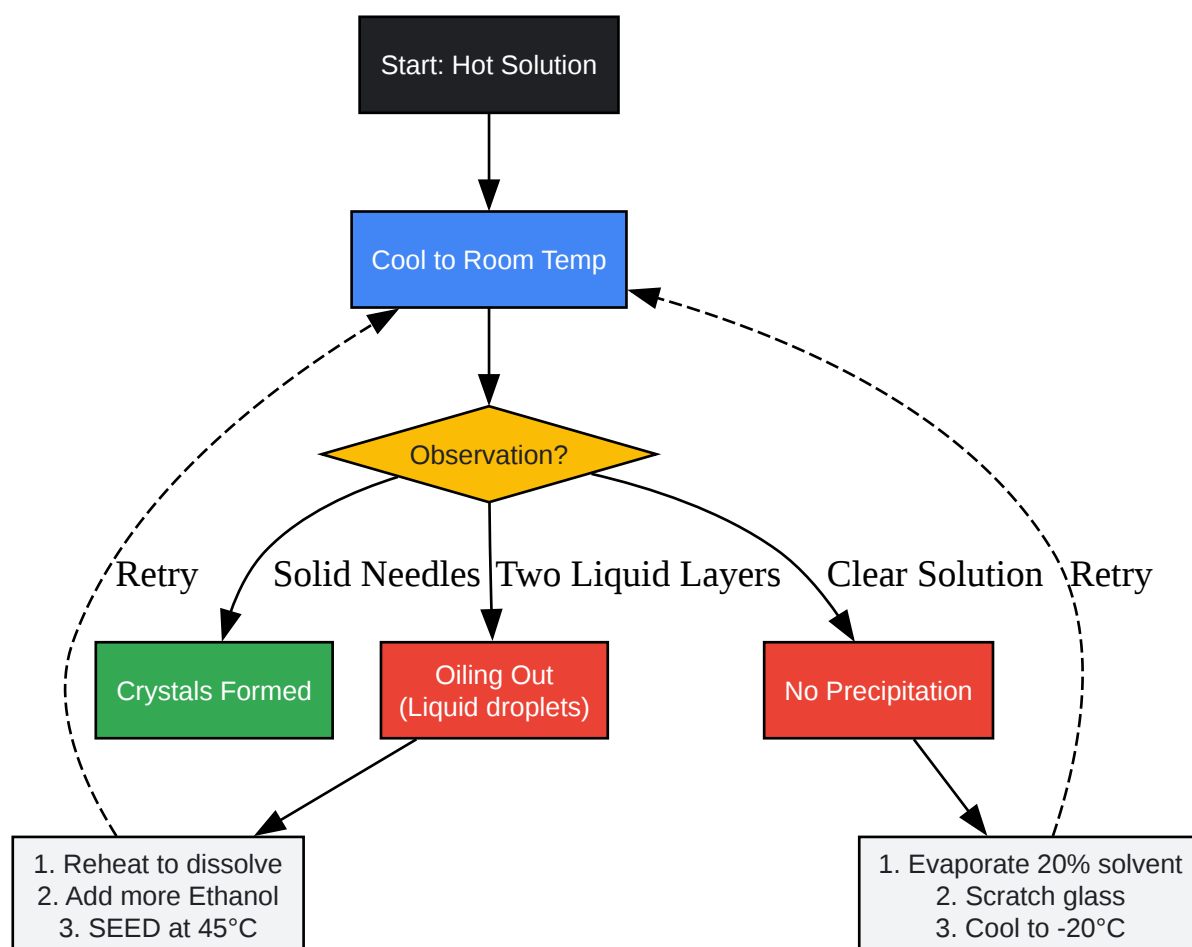 Start: Hot Solution
Cool to Room Temp
Observation?
Retry
Solid Needles
Two Liquid Layers
Clear Solution
Retry
Crystals Formed
Oiling Out
(Liquid droplets)
No Precipitation
1. Reheat to dissolve
2. Add more Ethanol
3. SEED at 45°C
1. Evaporate 20% solvent
2. Scratch glass
3. Cool to -20°C